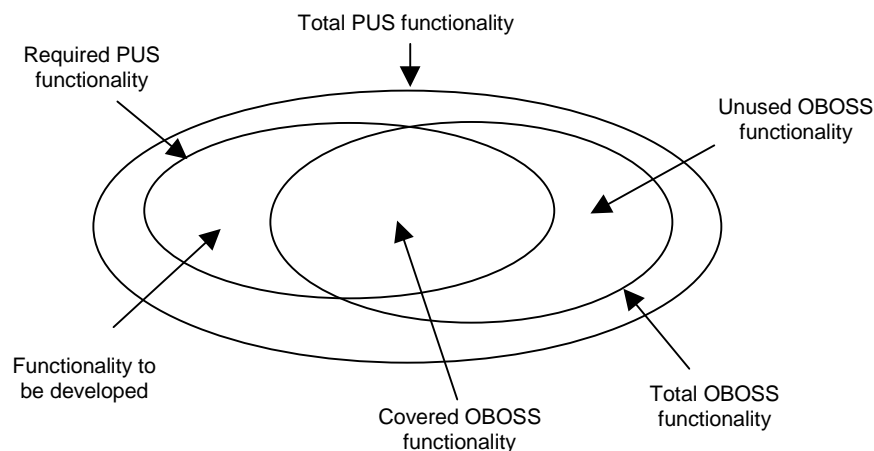 Total PUS functionality
Required PUS
functionality
Unused OBOSS
functionality
Functionality to
be developed
Covered OBOSS
functionality
Total OBOSS
functionality